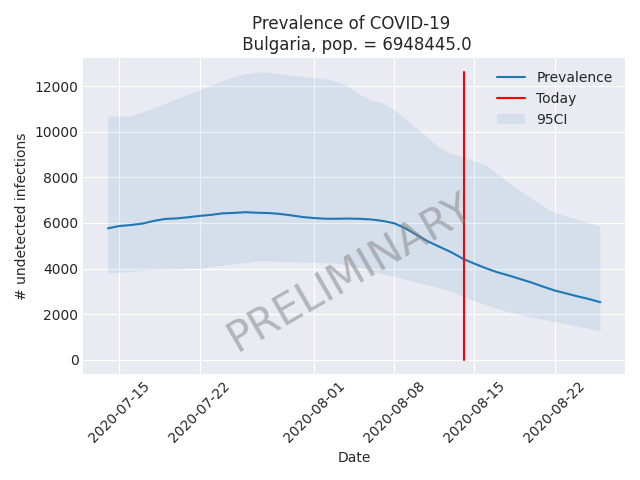 Prevalence of COVID-19
Bulgaria, pop. = 6948445.0
Prevalence
Today
95CI
12000
10000
8000
6000
4000
2000
0
# undetected infections
PRELIMINARY
2020-07-15
2020-07-22
2020-08-01
2020-08-08
2020-08-15
2020-08-22
Date